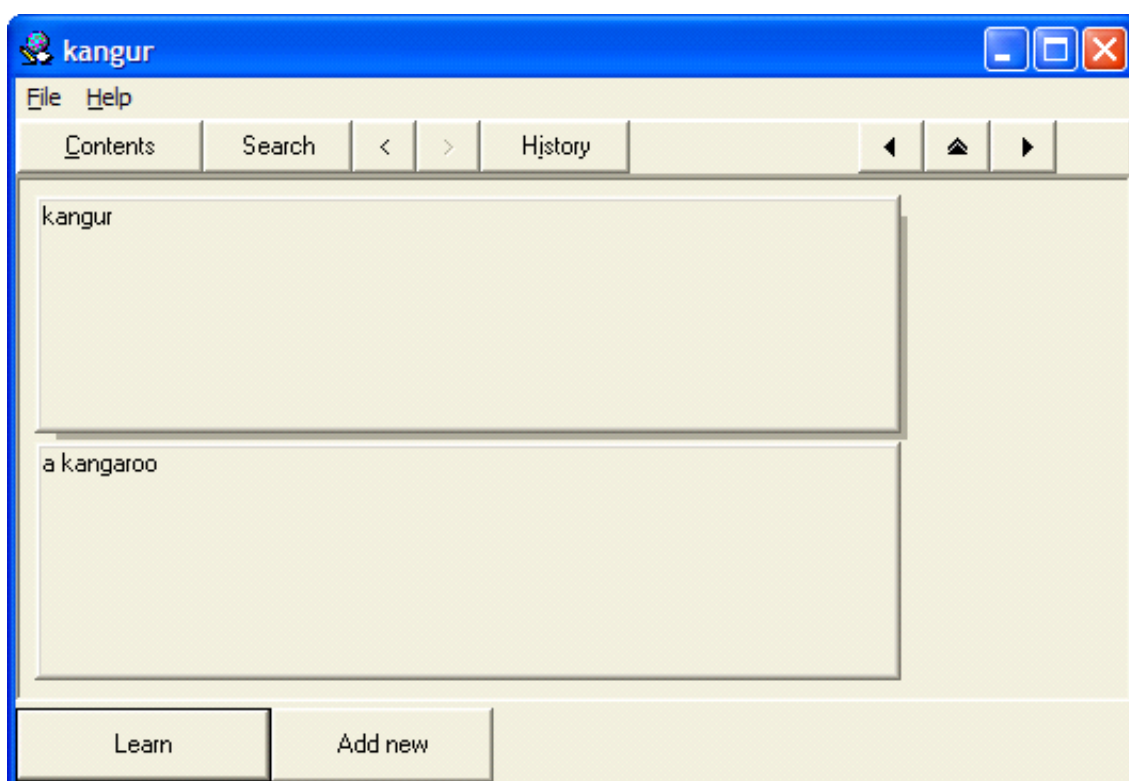 kangur
File Help
Contents Search < > History
kangur
a kangaroo
Learn Add new